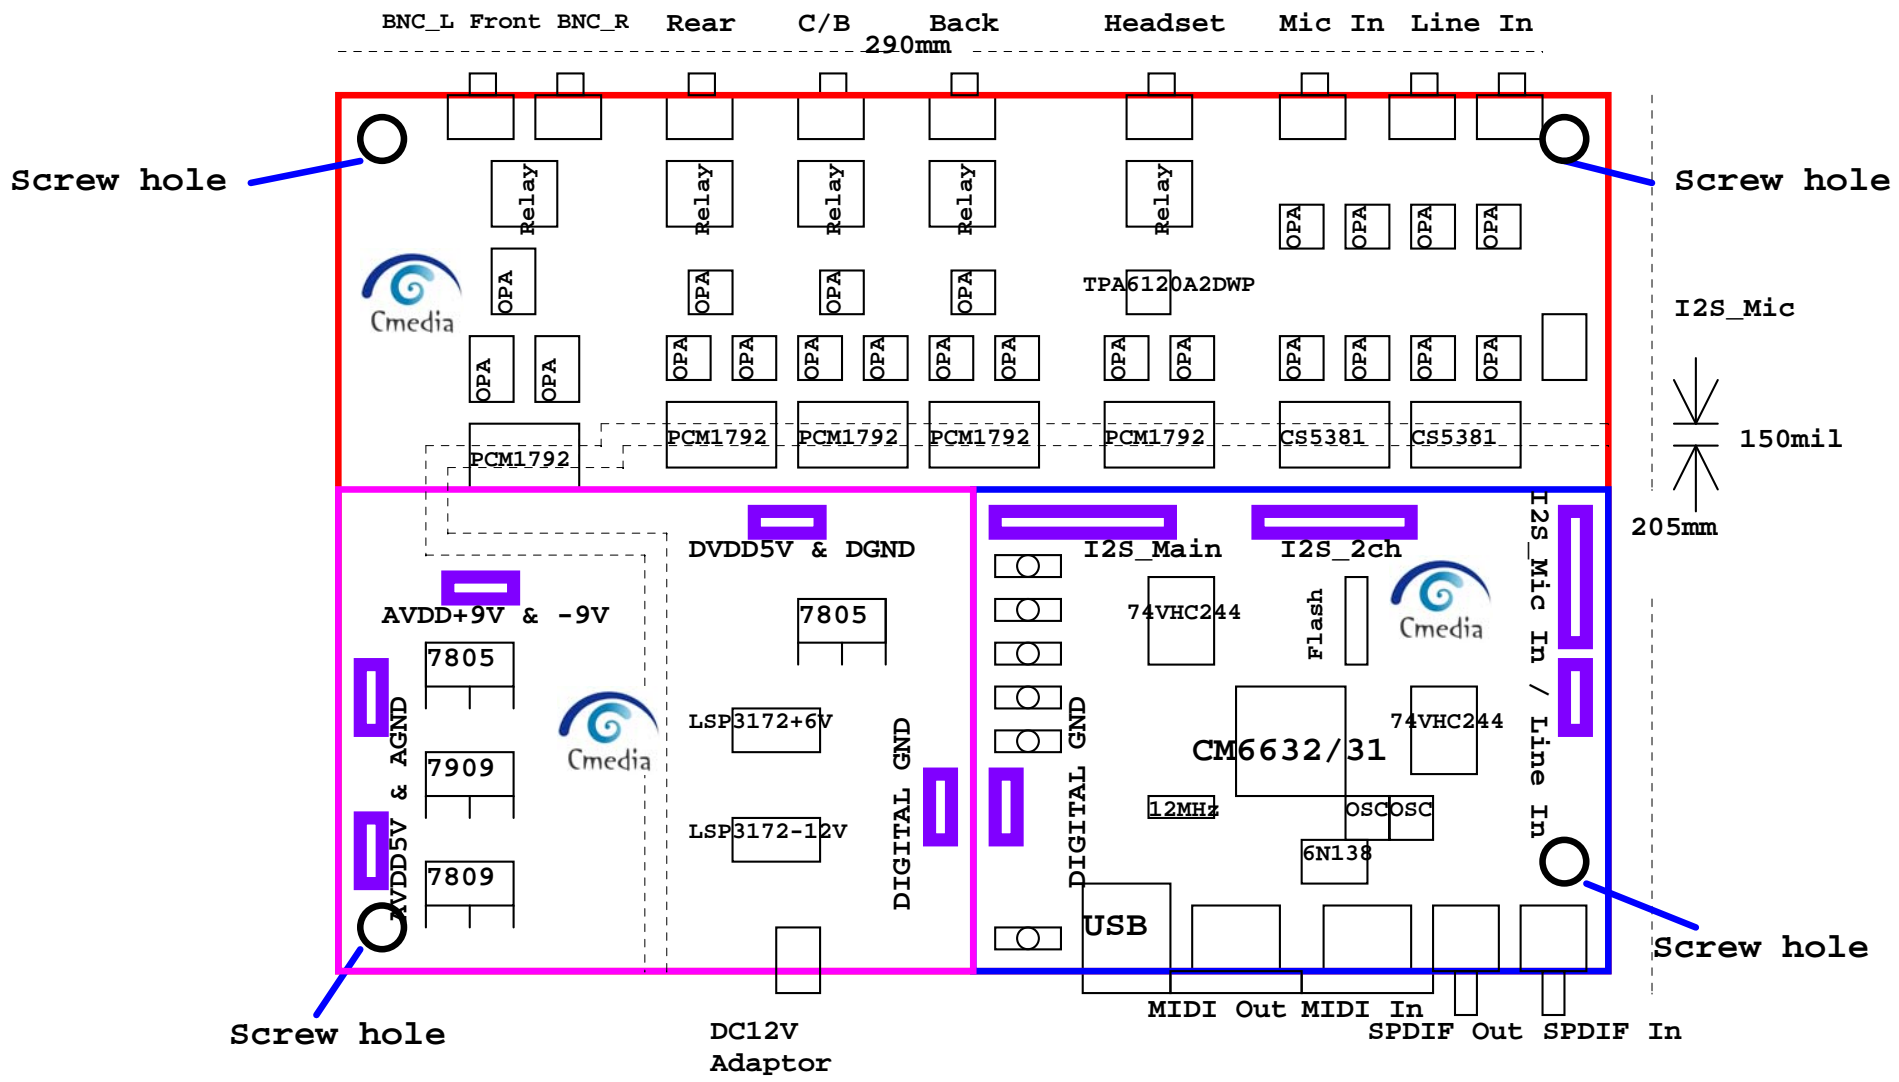 BNC_L Front BNC_R Rear C/B Back Headset Mic In Line In
290mm
Screw hole
Screw hole
Relay Relay Relay Relay Relay
OPA OPA OPA OPA
OPA OPA OPA OPA TPA6120A2DWP
Cmedia
I2S_Mic
OPA OPA OPA OPA OPA OPA OPA OPA OPA OPA OPA OPA OPA OPA
PCM1792 PCM1792 PCM1792 PCM1792 PCM1792 CS5381 CS5381
150mil
205mm
DVDD5V & DGND
I2S_Main I2S_2ch
I2S_Mic In / Line In
AVDD+9V & -9V
7805
74VHC244
Flash
Cmedia
7805
AVDD5V & AGND
Cmedia
LSP3172+6V
DIGITAL GND
DIGITAL GND
CM6632/31
74VHC244
7909
LSP3172-12V
12MHz
OSC OSC
6N138
7809
USB
Screw hole
Screw hole
DC12V
Adaptor
MIDI Out MIDI In
SPDIF Out SPDIF In